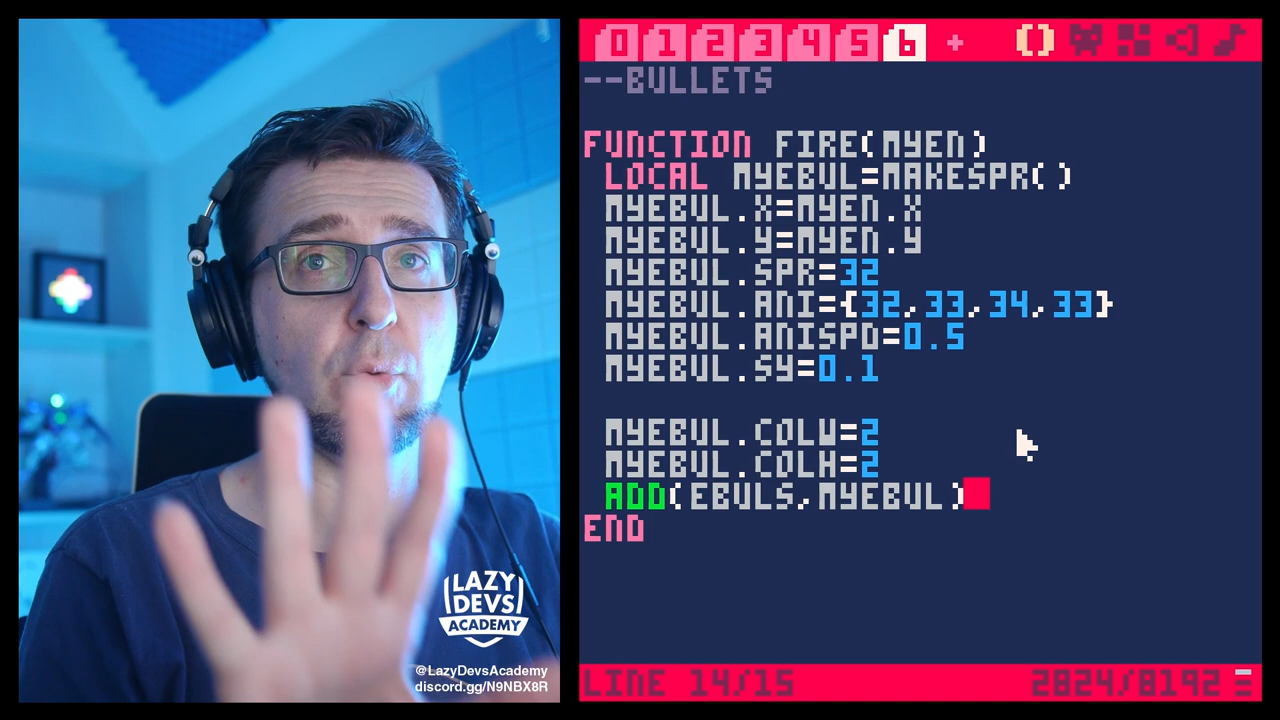 LAZY
DEVS
ACADEMY
@LazyDevsAcademy
discord.gg/N9NBX8R
0 1 2 3 4 5 6 +
--BULLETS
FUNCTION FIRE(MYEN)
LOCAL MYEBUL=MAKESPR()
MYEBUL.X=MYEN.X
MYEBUL.Y=MYEN.Y
MYEBUL.SPR=32
MYEBUL.ANI={32,33,34,33}
MYEBUL.ANISPD=0.5
MYEBUL.SY=0.1
MYEBUL.COLW=2
MYEBUL.COLH=2
ADD(EBULS,MYEBUL)
END
LINE 14/15 2824/8192